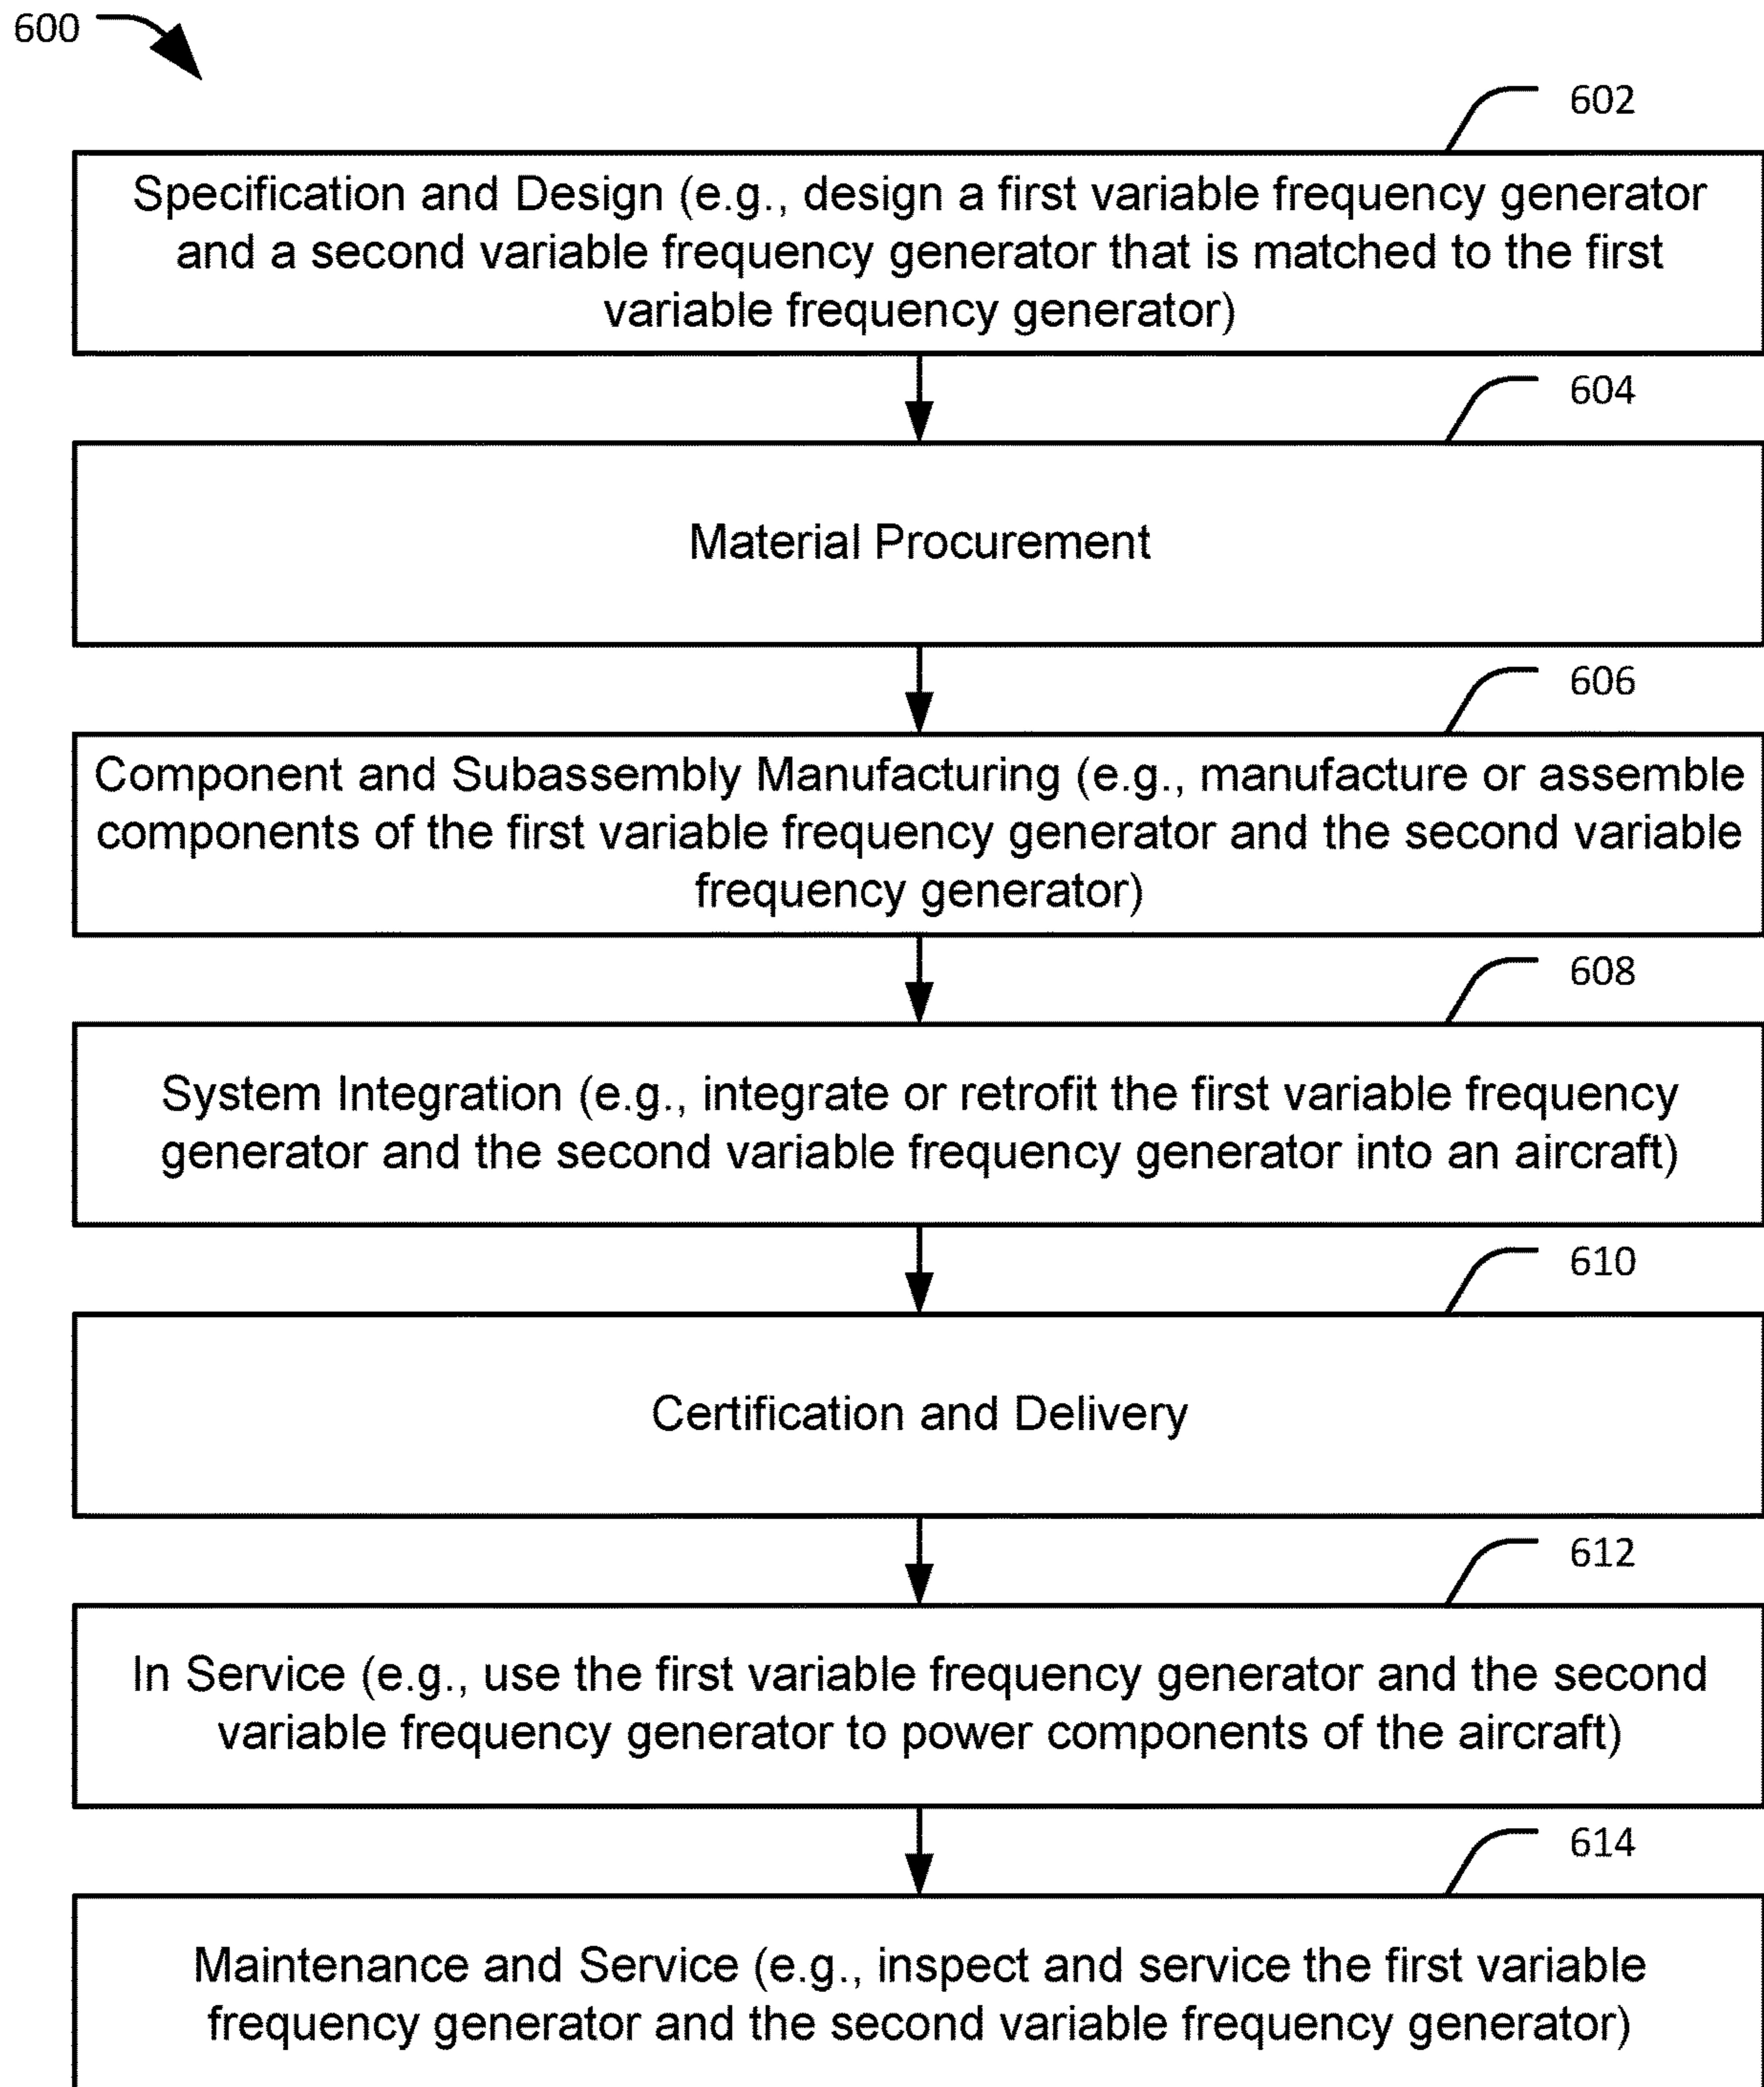 600
602
Specification and Design (e.g., design a first variable frequency generator
and a second variable frequency generator that is matched to the first
variable frequency generator)
604
Material Procurement
606
Component and Subassembly Manufacturing (e.g., manufacture or assemble
components of the first variable frequency generator and the second variable
frequency generator)
608
System Integration (e.g., integrate or retrofit the first variable frequency
generator and the second variable frequency generator into an aircraft)
610
Certification and Delivery
612
In Service (e.g., use the first variable frequency generator and the second
variable frequency generator to power components of the aircraft)
614
Maintenance and Service (e.g., inspect and service the first variable
frequency generator and the second variable frequency generator)